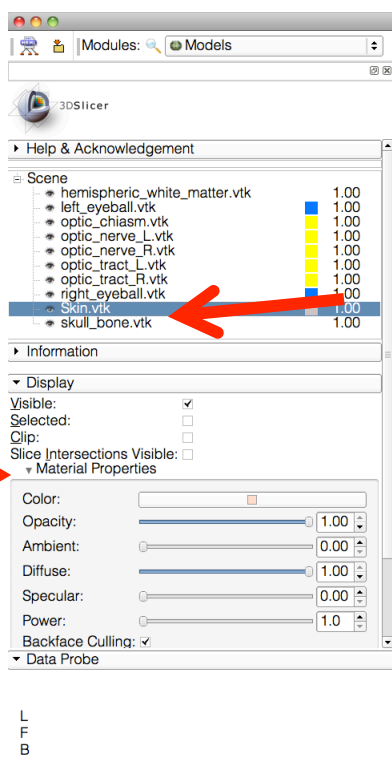 Modules: Models
3DSlicer
Help & Acknowledgement
Scene
hemispheric_white_matter.vtk 1.00
left_eyeball.vtk 1.00
optic_chiasm.vtk 1.00
optic_nerve_L.vtk 1.00
optic_nerve_R.vtk 1.00
optic_tract_L.vtk 1.00
optic_tract_R.vtk 1.00
right_eyeball.vtk 1.00
Skin.vtk 1.00
skull_bone.vtk 1.00
Information
Display
Visible:
Selected:
Clip:
Slice Intersections Visible:
Material Properties
Color:
Opacity: 1.00
Ambient: 0.00
Diffuse: 1.00
Specular: 0.00
Power: 1.0
Backface Culling:
Data Probe
L
F
B